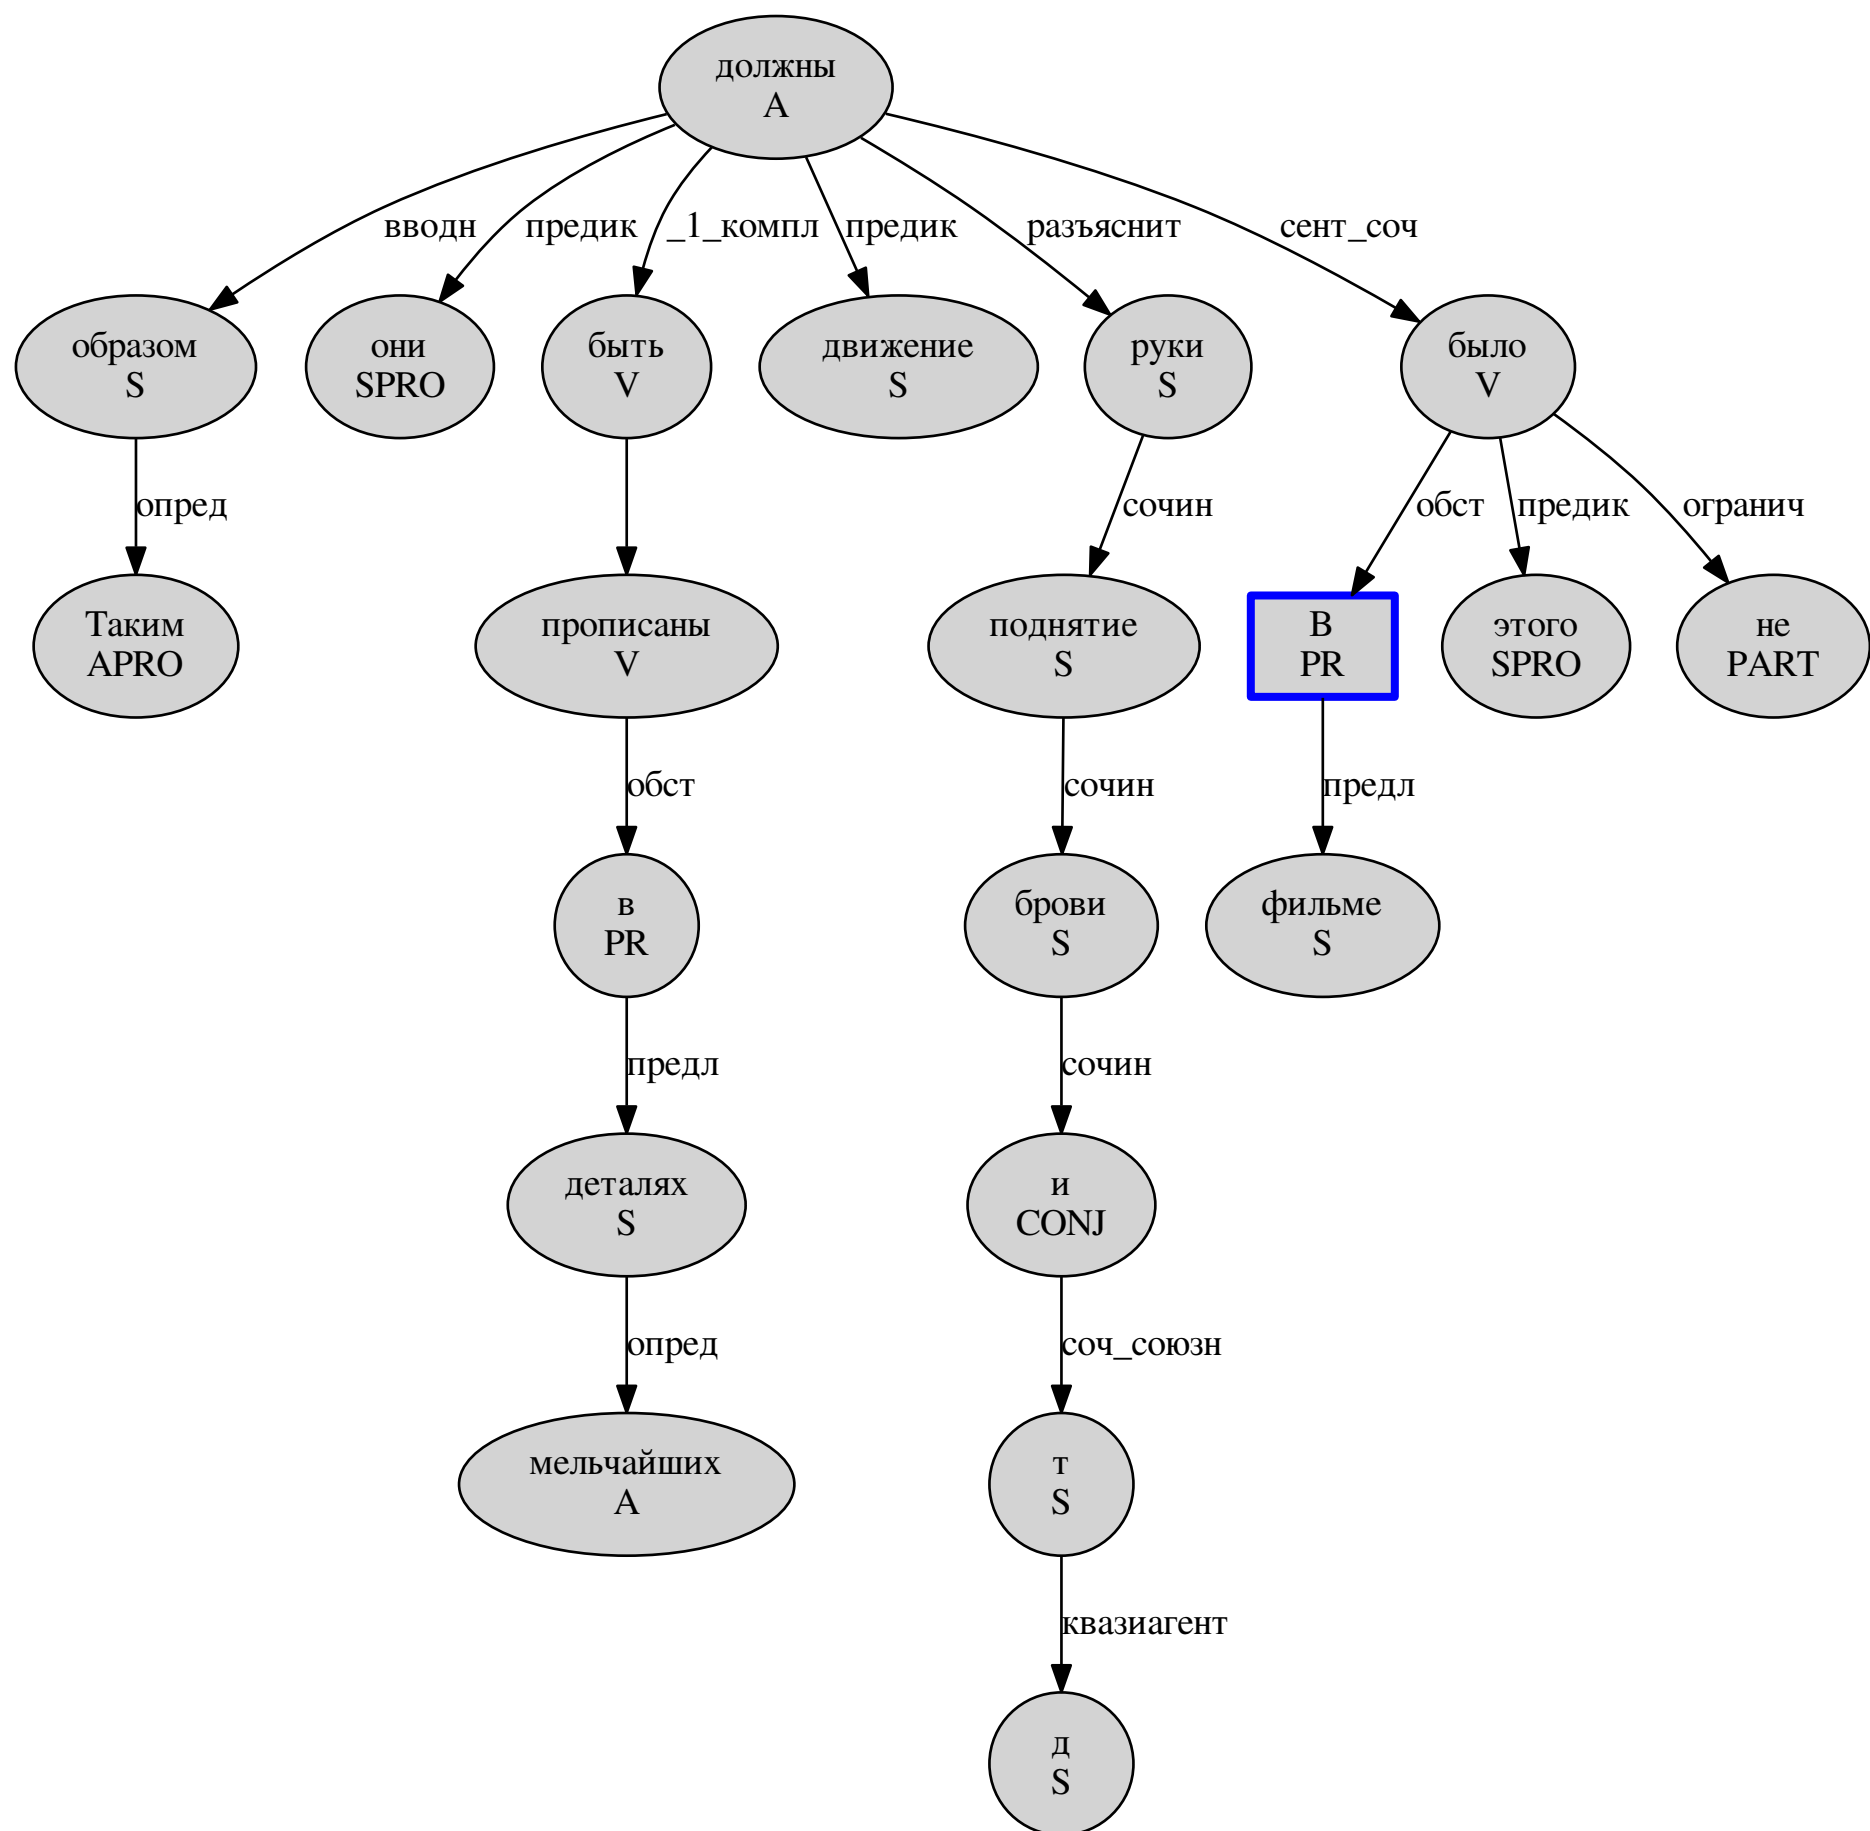 должны
A
вводн
предик
_1_компл
предик
разъяснит
сент_соч
образом
S
они
SPRO
быть
V
движение
S
руки
S
было
V
опред
сочин
обст
предик
огранич
Таким
APRO
прописаны
V
поднятие
S
В
PR
этого
SPRO
не
PART
обст
сочин
предл
в
PR
брови
S
фильме
S
предл
сочин
деталях
S
и
CONJ
опред
соч_союзн
мельчайших
A
т
S
квазиагент
д
S